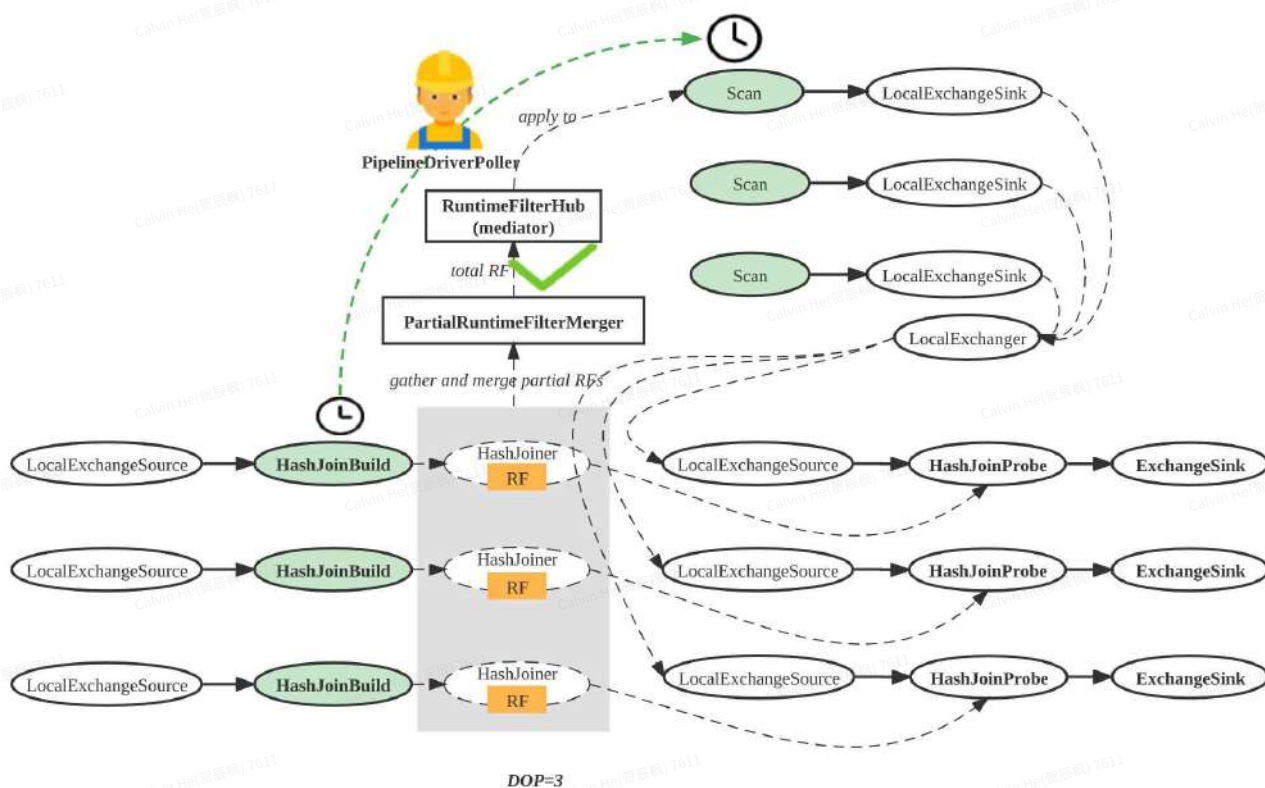 Scan
LocalExchangeSink
apply to
PipelineDriverPoller
Scan
LocalExchangeSink
RuntimeFilterHub
(mediator)
total RF
Scan
LocalExchangeSink
PartialRuntimeFilterMerger
LocalExchanger
gather and merge partial RFs
LocalExchangeSource
HashJoinBuild
HashJoiner
RF
LocalExchangeSource
HashJoinProbe
ExchangeSink
LocalExchangeSource
HashJoinBuild
HashJoiner
RF
LocalExchangeSource
HashJoinProbe
ExchangeSink
LocalExchangeSource
HashJoinBuild
HashJoiner
RF
LocalExchangeSource
HashJoinProbe
ExchangeSink
DOP=3